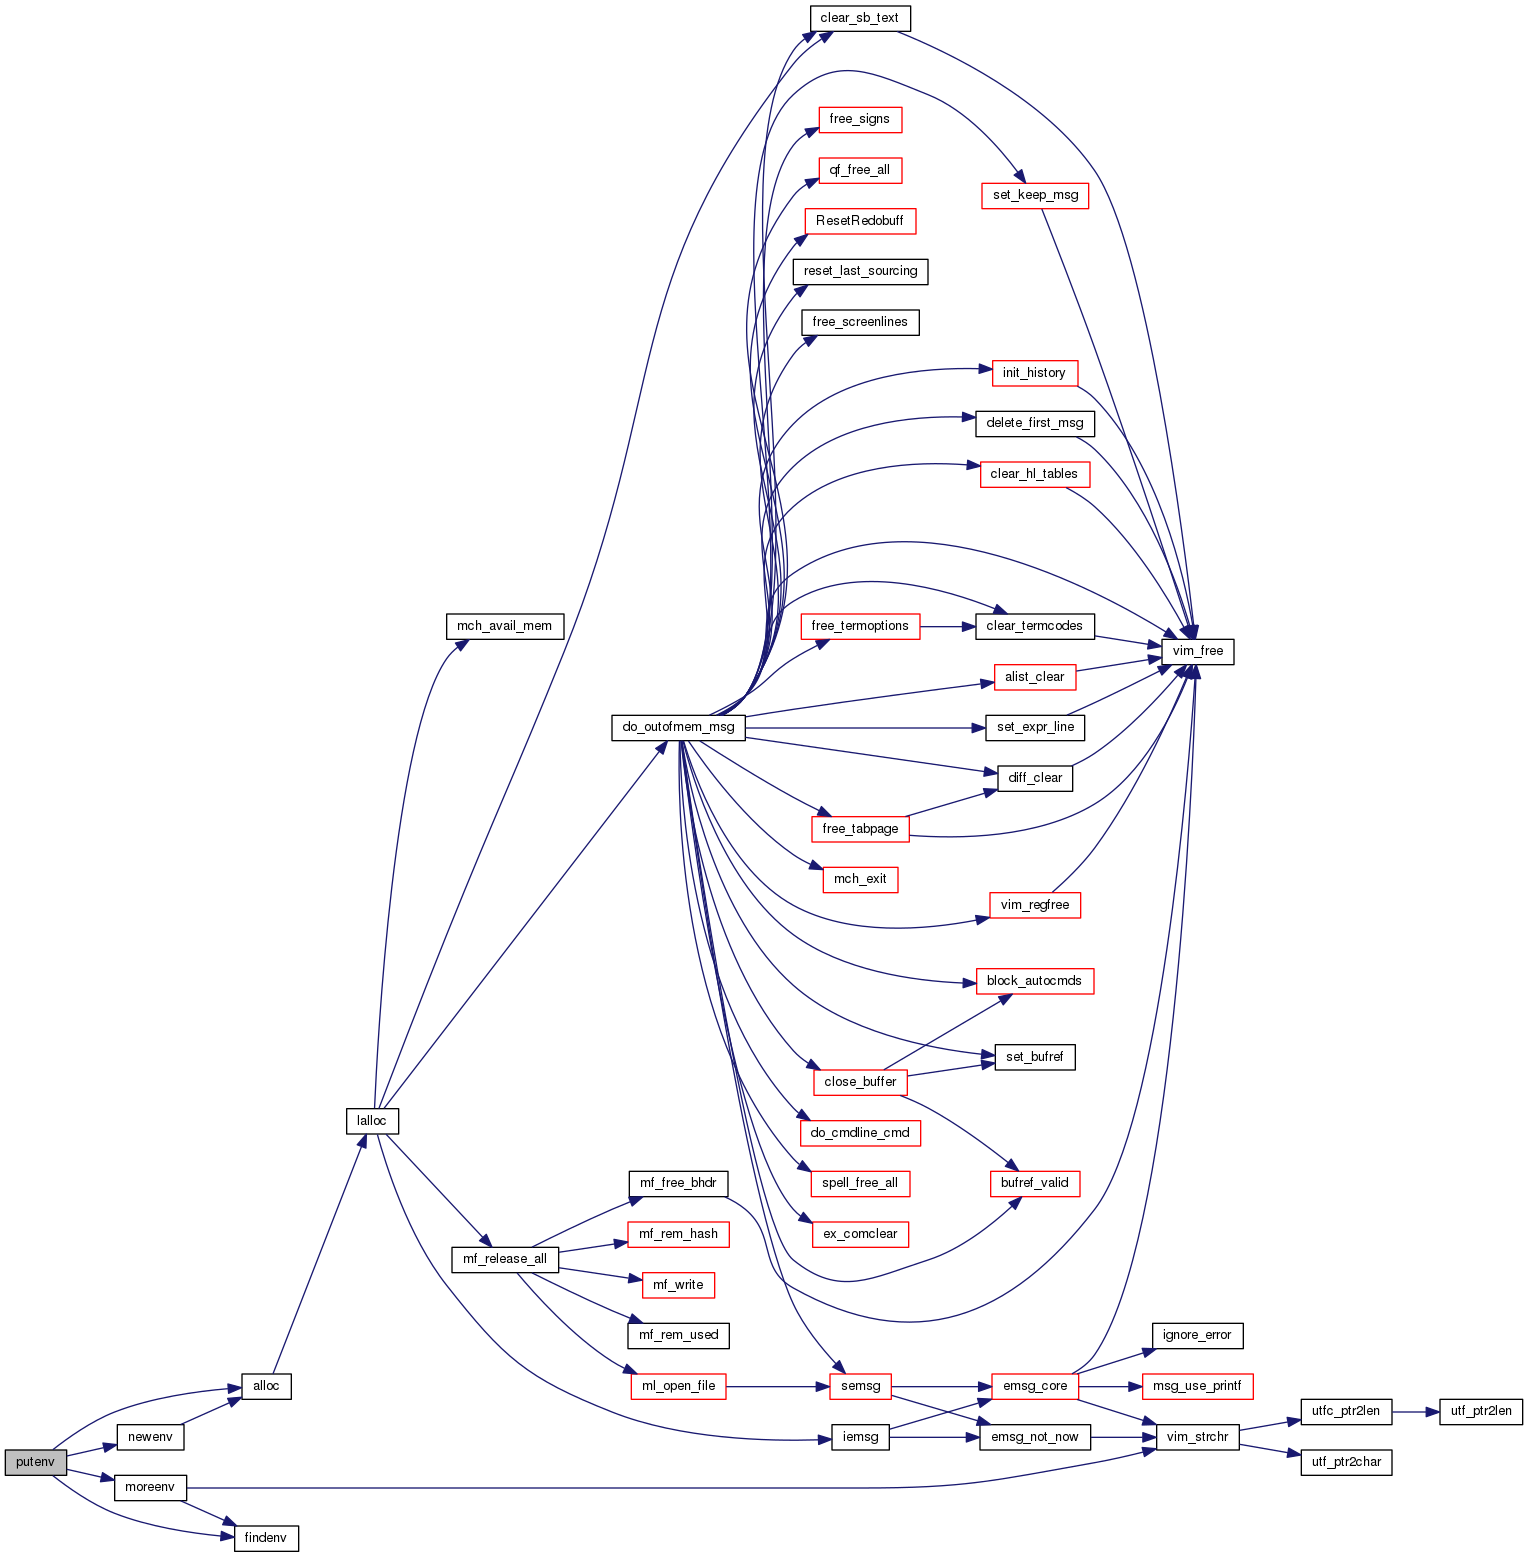 clear_sb_text
free_signs
qf_free_all
set_keep_msg
ResetRedobuff
reset_last_sourcing
free_screenlines
init_history
delete_first_msg
clear_hl_tables
mch_avail_mem
free_termoptions
clear_termcodes
vim_free
alist_clear
do_outofmem_msg
set_expr_line
diff_clear
free_tabpage
mch_exit
vim_regfree
block_autocmds
set_bufref
close_buffer
lalloc
do_cmdline_cmd
mf_free_bhdr
spell_free_all
bufref_valid
mf_rem_hash
ex_comclear
mf_release_all
mf_write
mf_rem_used
ignore_error
alloc
ml_open_file
semsg
emsg_core
msg_use_printf
utfc_ptr2len
utf_ptr2len
newenv
iemsg
emsg_not_now
vim_strchr
putenv
utf_ptr2char
moreenv
findenv